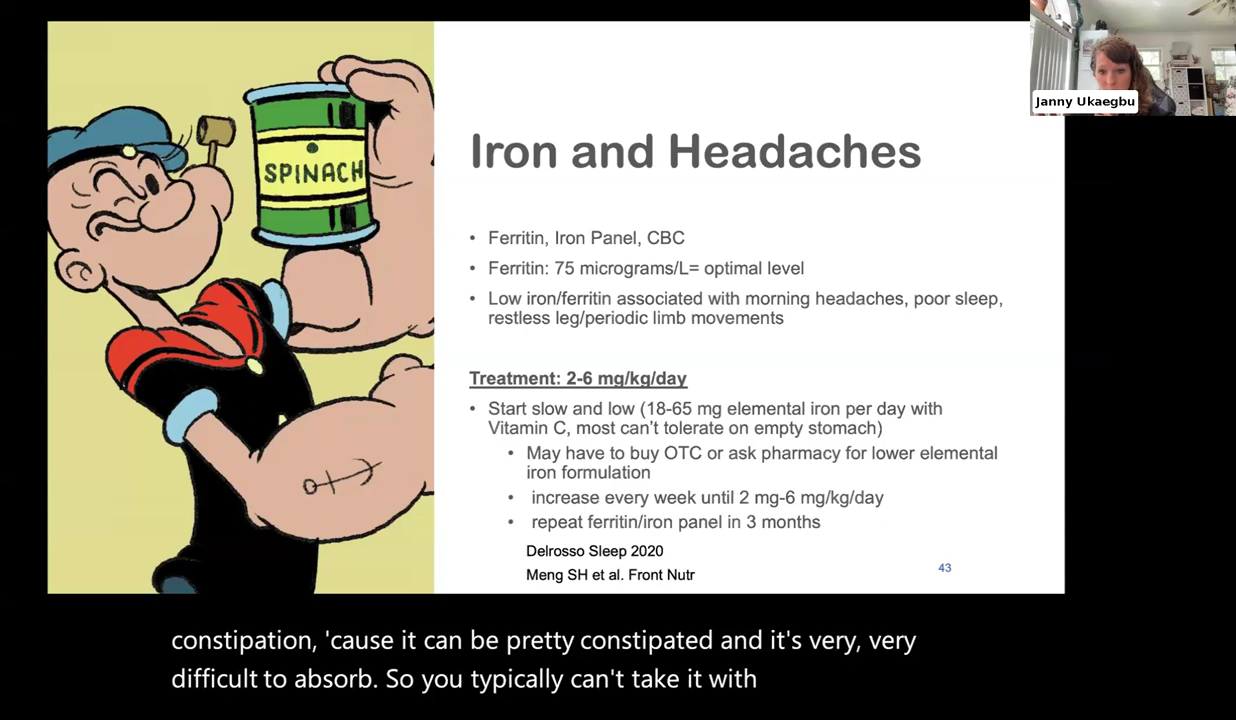 Janny Ukaegbu
SPINACH
Iron and Headaches
• Ferritin, Iron Panel, CBC
• Ferritin: 75 micrograms/L= optimal level
• Low iron/ferritin associated with morning headaches, poor sleep,
restless leg/periodic limb movements
Treatment: 2-6 mg/kg/day
• Start slow and low (18-65 mg elemental iron per day with
Vitamin C, most can't tolerate on empty stomach)
• May have to buy OTC or ask pharmacy for lower elemental
iron formulation
• increase every week until 2 mg-6 mg/kg/day
• repeat ferritin/iron panel in 3 months
Delrosso Sleep 2020
Meng SH et al. Front Nutr
43
constipation, 'cause it can be pretty constipated and it's very, very
difficult to absorb. So you typically can't take it with